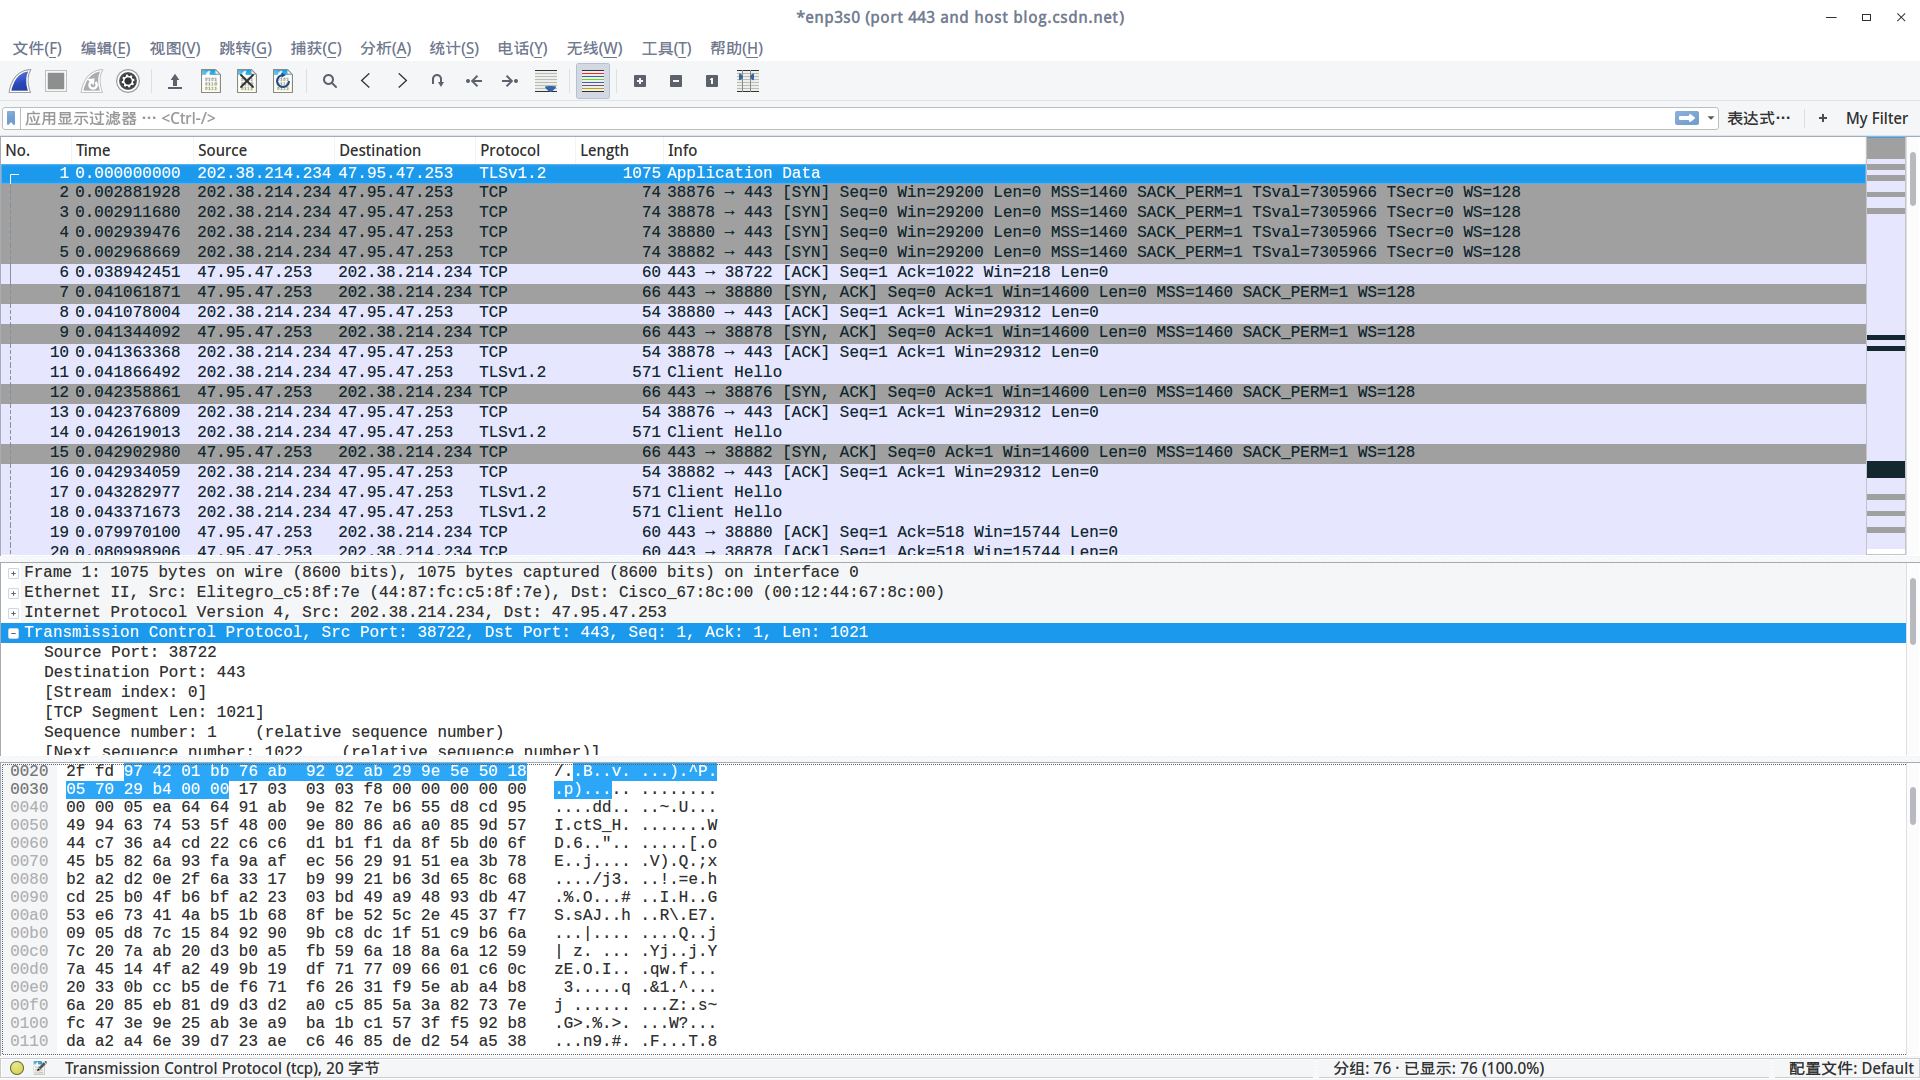 *enp3s0 (port 443 and host blog.csdn.net)
文件(F) 编辑(E) 视图(V) 跳转(G) 捕获(C) 分析(A) 统计(S) 电话(Y) 无线(W) 工具(T) 帮助(H)
应用显示过滤器 … <Ctrl-/> 表达式… + My Filter
No. Time Source Destination Protocol Length Info
1 0.000000000 202.38.214.234 47.95.47.253 TLSv1.2 1075 Application Data
2 0.002881928 202.38.214.234 47.95.47.253 TCP 74 38876 → 443 [SYN] Seq=0 Win=29200 Len=0 MSS=1460 SACK_PERM=1 TSval=7305966 TSecr=0 WS=128
3 0.002911680 202.38.214.234 47.95.47.253 TCP 74 38878 → 443 [SYN] Seq=0 Win=29200 Len=0 MSS=1460 SACK_PERM=1 TSval=7305966 TSecr=0 WS=128
4 0.002939476 202.38.214.234 47.95.47.253 TCP 74 38880 → 443 [SYN] Seq=0 Win=29200 Len=0 MSS=1460 SACK_PERM=1 TSval=7305966 TSecr=0 WS=128
5 0.002968669 202.38.214.234 47.95.47.253 TCP 74 38882 → 443 [SYN] Seq=0 Win=29200 Len=0 MSS=1460 SACK_PERM=1 TSval=7305966 TSecr=0 WS=128
6 0.038942451 47.95.47.253 202.38.214.234 TCP 60 443 → 38722 [ACK] Seq=1 Ack=1022 Win=218 Len=0
7 0.041061871 47.95.47.253 202.38.214.234 TCP 66 443 → 38880 [SYN, ACK] Seq=0 Ack=1 Win=14600 Len=0 MSS=1460 SACK_PERM=1 WS=128
8 0.041078004 202.38.214.234 47.95.47.253 TCP 54 38880 → 443 [ACK] Seq=1 Ack=1 Win=29312 Len=0
9 0.041344092 47.95.47.253 202.38.214.234 TCP 66 443 → 38878 [SYN, ACK] Seq=0 Ack=1 Win=14600 Len=0 MSS=1460 SACK_PERM=1 WS=128
10 0.041363368 202.38.214.234 47.95.47.253 TCP 54 38878 → 443 [ACK] Seq=1 Ack=1 Win=29312 Len=0
11 0.041866492 202.38.214.234 47.95.47.253 TLSv1.2 571 Client Hello
12 0.042358861 47.95.47.253 202.38.214.234 TCP 66 443 → 38876 [SYN, ACK] Seq=0 Ack=1 Win=14600 Len=0 MSS=1460 SACK_PERM=1 WS=128
13 0.042376809 202.38.214.234 47.95.47.253 TCP 54 38876 → 443 [ACK] Seq=1 Ack=1 Win=29312 Len=0
14 0.042619013 202.38.214.234 47.95.47.253 TLSv1.2 571 Client Hello
15 0.042902980 47.95.47.253 202.38.214.234 TCP 66 443 → 38882 [SYN, ACK] Seq=0 Ack=1 Win=14600 Len=0 MSS=1460 SACK_PERM=1 WS=128
16 0.042934059 202.38.214.234 47.95.47.253 TCP 54 38882 → 443 [ACK] Seq=1 Ack=1 Win=29312 Len=0
17 0.043282977 202.38.214.234 47.95.47.253 TLSv1.2 571 Client Hello
18 0.043371673 202.38.214.234 47.95.47.253 TLSv1.2 571 Client Hello
19 0.079970100 47.95.47.253 202.38.214.234 TCP 60 443 → 38880 [ACK] Seq=1 Ack=518 Win=15744 Len=0
20 0.080998906 47.95.47.253 202.38.214.234 TCP 60 443 → 38878 [ACK] Seq=1 Ack=518 Win=15744 Len=0
Frame 1: 1075 bytes on wire (8600 bits), 1075 bytes captured (8600 bits) on interface 0
Ethernet II, Src: Elitegro_c5:8f:7e (44:87:fc:c5:8f:7e), Dst: Cisco_67:8c:00 (00:12:44:67:8c:00)
Internet Protocol Version 4, Src: 202.38.214.234, Dst: 47.95.47.253
Transmission Control Protocol, Src Port: 38722, Dst Port: 443, Seq: 1, Ack: 1, Len: 1021
Source Port: 38722
Destination Port: 443
[Stream index: 0]
[TCP Segment Len: 1021]
Sequence number: 1 (relative sequence number)
[Next sequence number: 1022 (relative sequence number)]
0020 2f fd 97 42 01 bb 76 ab 92 92 ab 29 9e 5e 50 18 /..B..v. ...).^P.
0030 05 70 29 b4 00 00 17 03 03 03 f8 00 00 00 00 00 .p)..... ........
0040 00 00 05 ea 64 64 91 ab 9e 82 7e b6 55 d8 cd 95 ....dd.. ..~.U...
0050 49 94 63 74 53 5f 48 00 9e 80 86 a6 a0 85 9d 57 I.ctS_H. .......W
0060 44 c7 36 a4 cd 22 c6 c6 d1 b1 f1 da 8f 5b d0 6f D.6..".. .....[.o
0070 45 b5 82 6a 93 fa 9a af ec 56 29 91 51 ea 3b 78 E..j.... .V).Q.;x
0080 b2 a2 d2 0e 2f 6a 33 17 b9 99 21 b6 3d 65 8c 68 ..../j3. ..!.=e.h
0090 cd 25 b0 4f b6 bf a2 23 03 bd 49 a9 48 93 db 47 .%.O...# ..I.H..G
00a0 53 e6 73 41 4a b5 1b 68 8f be 52 5c 2e 45 37 f7 S.sAJ..h ..R\.E7.
00b0 09 05 d8 7c 15 84 92 90 9b c8 dc 1f 51 c9 b6 6a ...|.... ....Q..j
00c0 7c 20 7a ab 20 d3 b0 a5 fb 59 6a 18 8a 6a 12 59 | z. ... .Yj..j.Y
00d0 7a 45 14 4f a2 49 9b 19 df 71 77 09 66 01 c6 0c zE.O.I.. .qw.f...
00e0 20 33 0b cc b5 de f6 71 f6 26 31 f9 5e ab a4 b8 3.....q .&1.^...
00f0 6a 20 85 eb 81 d9 d3 d2 a0 c5 85 5a 3a 82 73 7e j ...... ...Z:.s~
0100 fc 47 3e 9e 25 ab 3e a9 ba 1b c1 57 3f f5 92 b8 .G>.%.>. ...W?...
0110 da a2 a4 6e 39 d7 23 ae c6 46 85 de d2 54 a5 38 ...n9.#. .F...T.8
Transmission Control Protocol (tcp), 20 字节 分组: 76 · 已显示: 76 (100.0%) 配置文件: Default